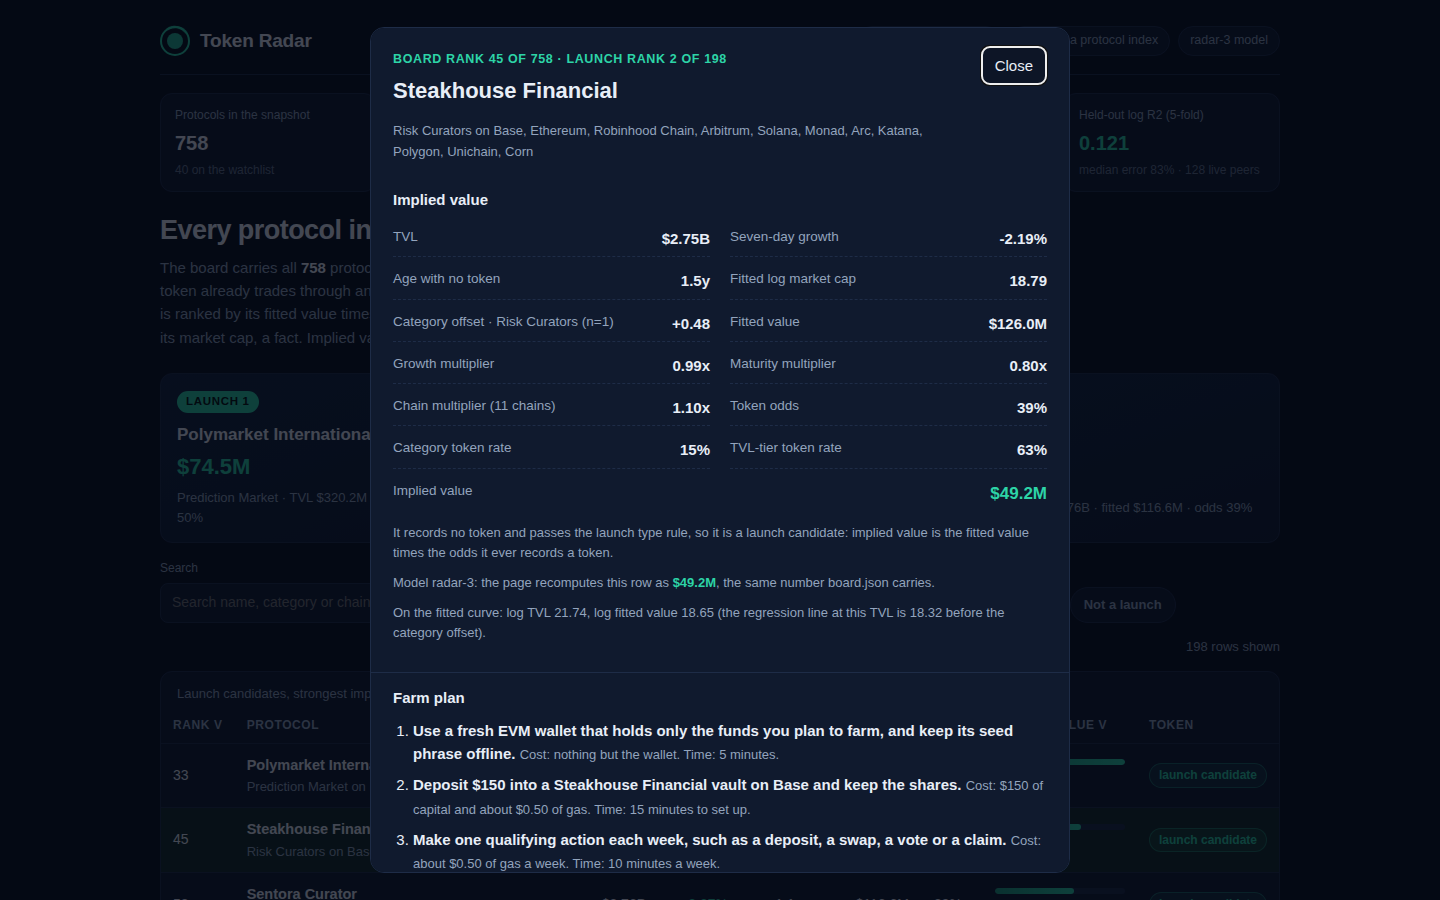 Token Radar
a protocol index
radar-3 model
Protocols in the snapshot
758
40 on the watchlist
Held-out log R2 (5-fold)
0.121
median error 83% · 128 live peers
Every protocol in
The board carries all 758 protoc
token already trades through an
is ranked by its fitted value time
its market cap, a fact. Implied va
LAUNCH 1
Polymarket Internationa
$74.5M
Prediction Market · TVL $320.2M
50%
76B · fitted $116.6M · odds 39%
Search
Search name, category or chain
Not a launch
198 rows shown
Launch candidates, strongest imp
RANK V PROTOCOL LUE V TOKEN
33 Polymarket Interna launch candidate
Prediction Market on
45 Steakhouse Finan launch candidate
Risk Curators on Bas
Sentora Curator
BOARD RANK 45 OF 758 · LAUNCH RANK 2 OF 198
Close
Steakhouse Financial
Risk Curators on Base, Ethereum, Robinhood Chain, Arbitrum, Solana, Monad, Arc, Katana,
Polygon, Unichain, Corn
Implied value
TVL $2.75B Seven-day growth -2.19%
Age with no token 1.5y Fitted log market cap 18.79
Category offset · Risk Curators (n=1) +0.48 Fitted value $126.0M
Growth multiplier 0.99x Maturity multiplier 0.80x
Chain multiplier (11 chains) 1.10x Token odds 39%
Category token rate 15% TVL-tier token rate 63%
Implied value $49.2M
It records no token and passes the launch type rule, so it is a launch candidate: implied value is the fitted value
times the odds it ever records a token.
Model radar-3: the page recomputes this row as $49.2M, the same number board.json carries.
On the fitted curve: log TVL 21.74, log fitted value 18.65 (the regression line at this TVL is 18.32 before the
category offset).
Farm plan
1. Use a fresh EVM wallet that holds only the funds you plan to farm, and keep its seed
phrase offline. Cost: nothing but the wallet. Time: 5 minutes.
2. Deposit $150 into a Steakhouse Financial vault on Base and keep the shares. Cost: $150 of
capital and about $0.50 of gas. Time: 15 minutes to set up.
3. Make one qualifying action each week, such as a deposit, a swap, a vote or a claim. Cost:
about $0.50 of gas a week. Time: 10 minutes a week.